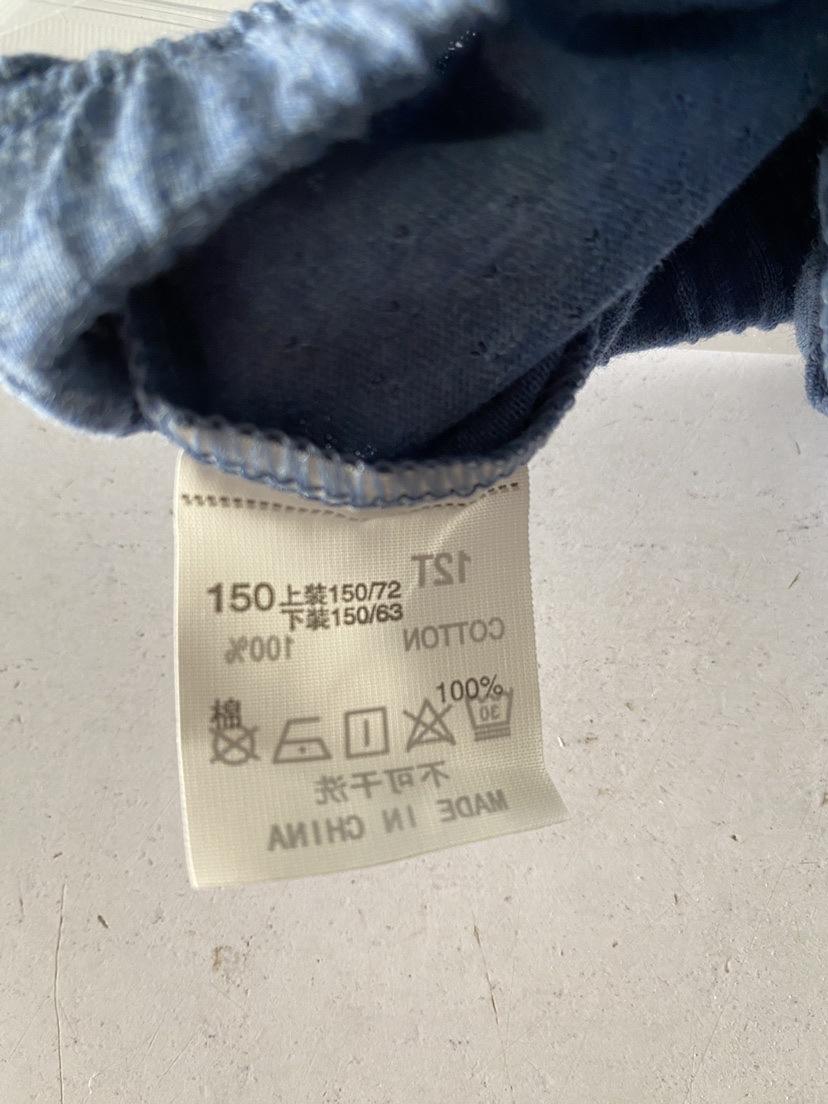 12T
150 上装150/72
下装150/63
COTTON 100%
棉 100%
30
不可干洗
MADE IN CHINA